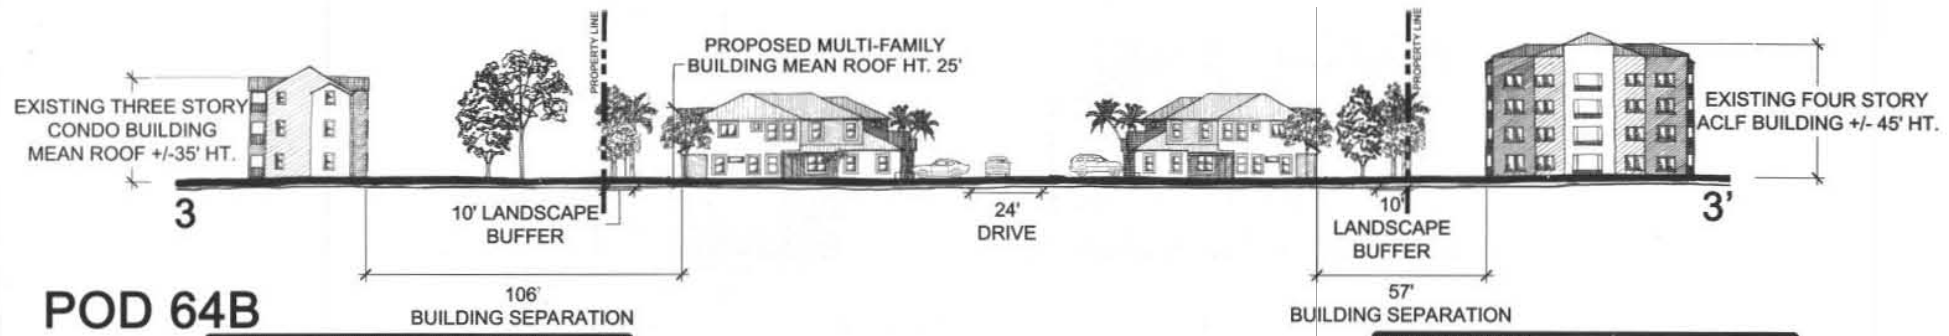 PROPERTY LINE
PROPOSED MULTI-FAMILY
BUILDING MEAN ROOF HT. 25'
PROPERTY LINE
EXISTING THREE STORY
CONDO BUILDING
MEAN ROOF +/-35' HT.
EXISTING FOUR STORY
ACLF BUILDING +/- 45' HT.
3
10' LANDSCAPE
BUFFER
24'
DRIVE
10'
LANDSCAPE
BUFFER
3'
106'
BUILDING SEPARATION
57'
BUILDING SEPARATION
POD 64B